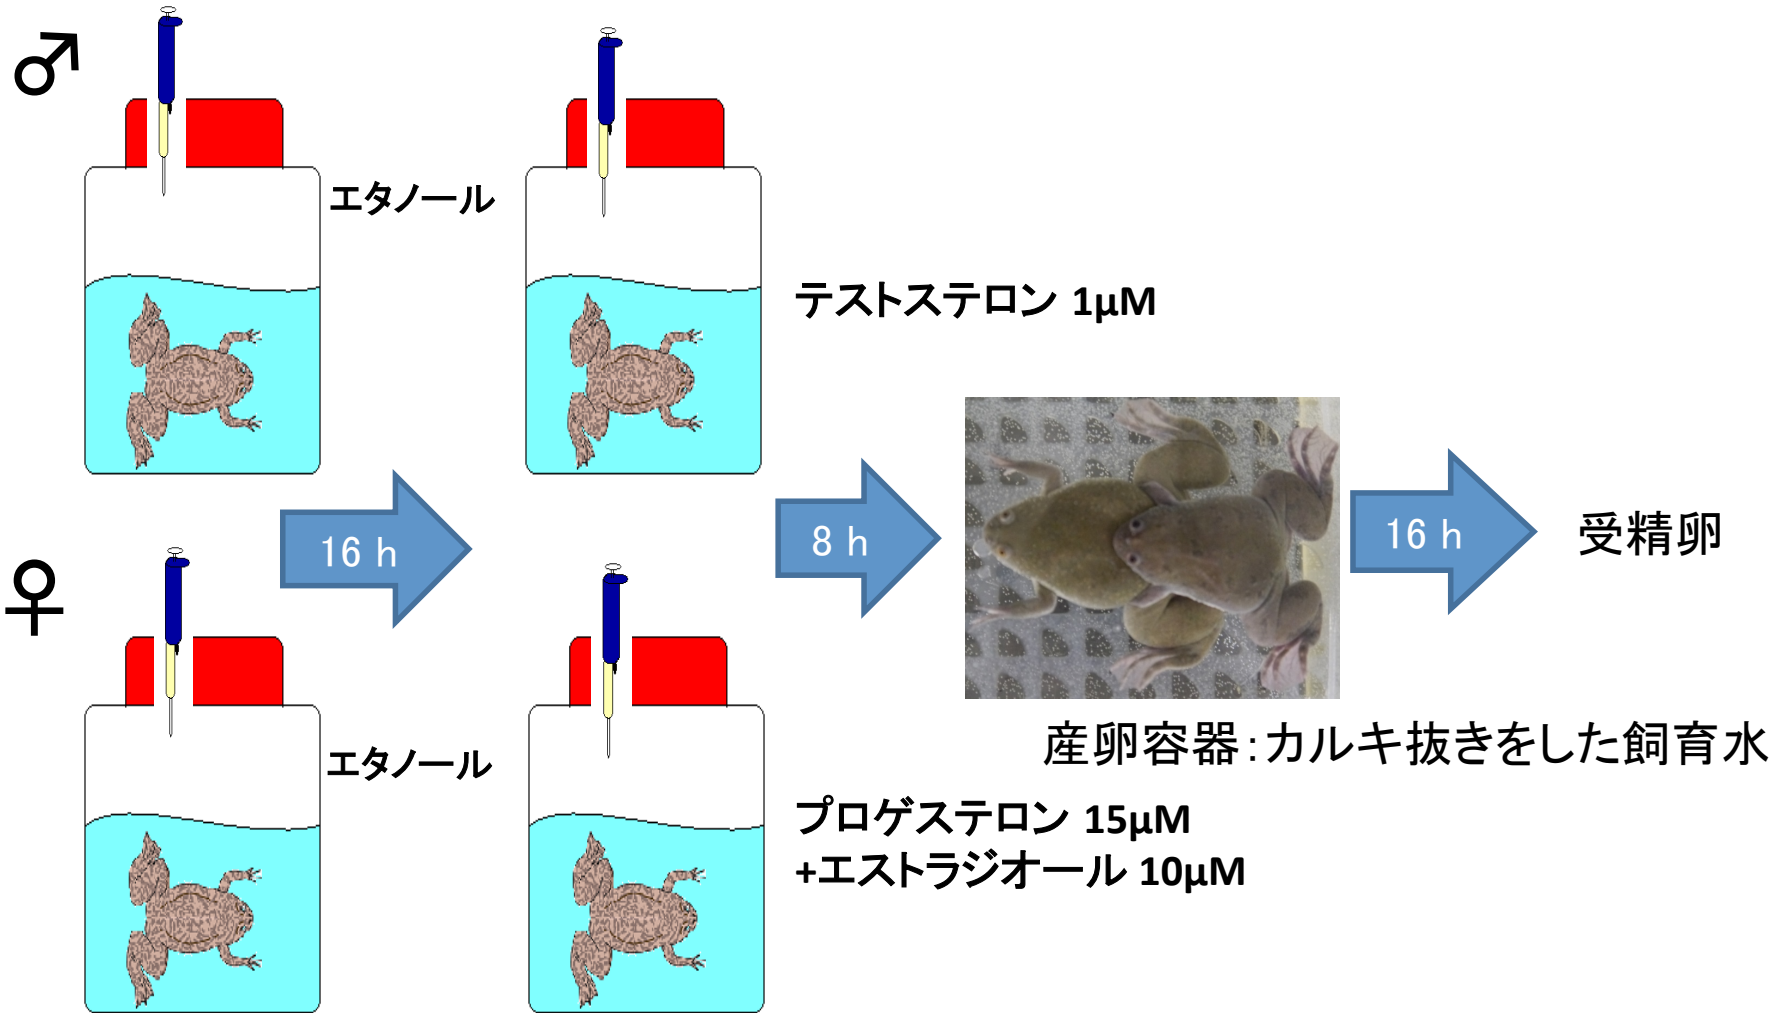 ♂
エタノール
テストステロン 1μM
16 h
8 h
16 h
受精卵
♀
産卵容器：カルキ抜きをした飼育水
エタノール
プロゲステロン 15μM
+エストラジオール 10μM